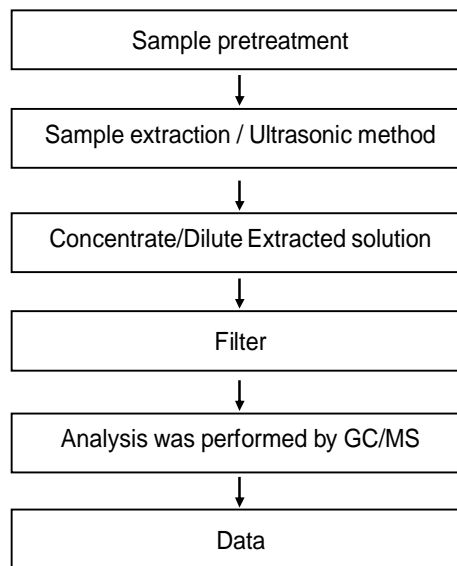 Sample pretreatment
Sample extraction / Ultrasonic method
Concentrate/Dilute Extracted solution
Filter
Analysis was performed by GC/MS
Data